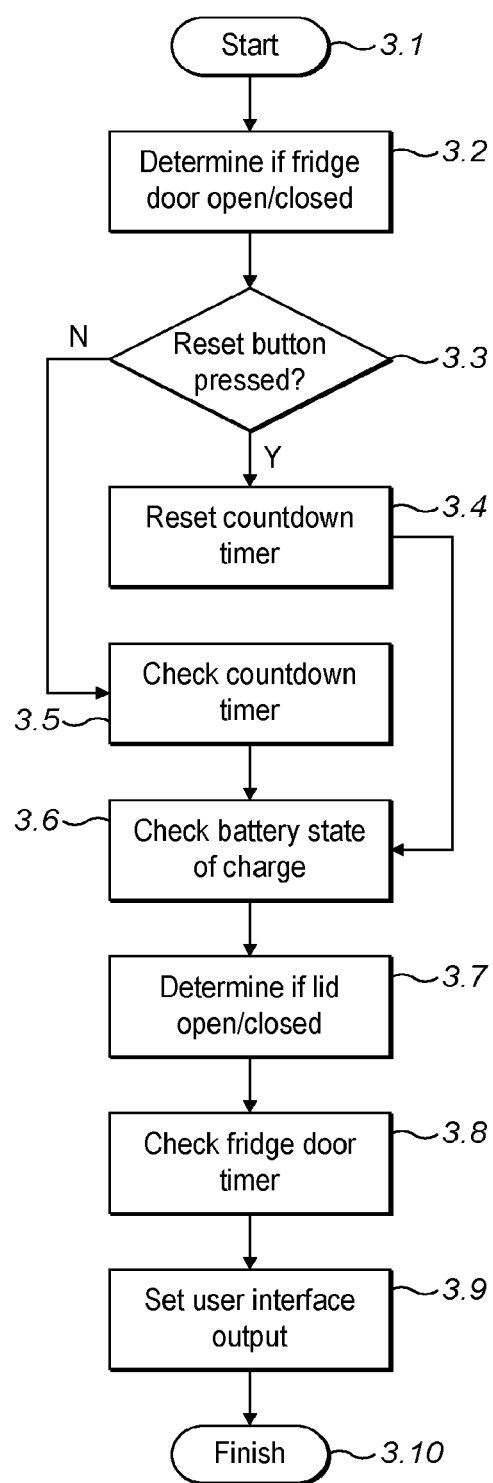 Start
3.1
Determine if fridge
door open/closed
3.2
Reset button
pressed?
3.3
N
Y
Reset countdown
timer
3.4
Check countdown
timer
3.5
3.6
Check battery state
of charge
Determine if lid
open/closed
3.7
Check fridge door
timer
3.8
Set user interface
output
3.9
Finish
3.10